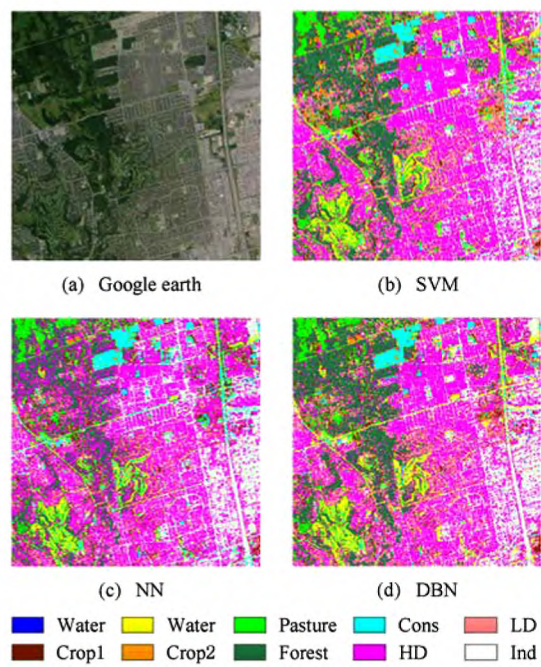 (a) Google earth
(b) SVM
(c) NN
(d) DBN
Water Water Pasture Cons LD
Crop1 Crop2 Forest HD Ind